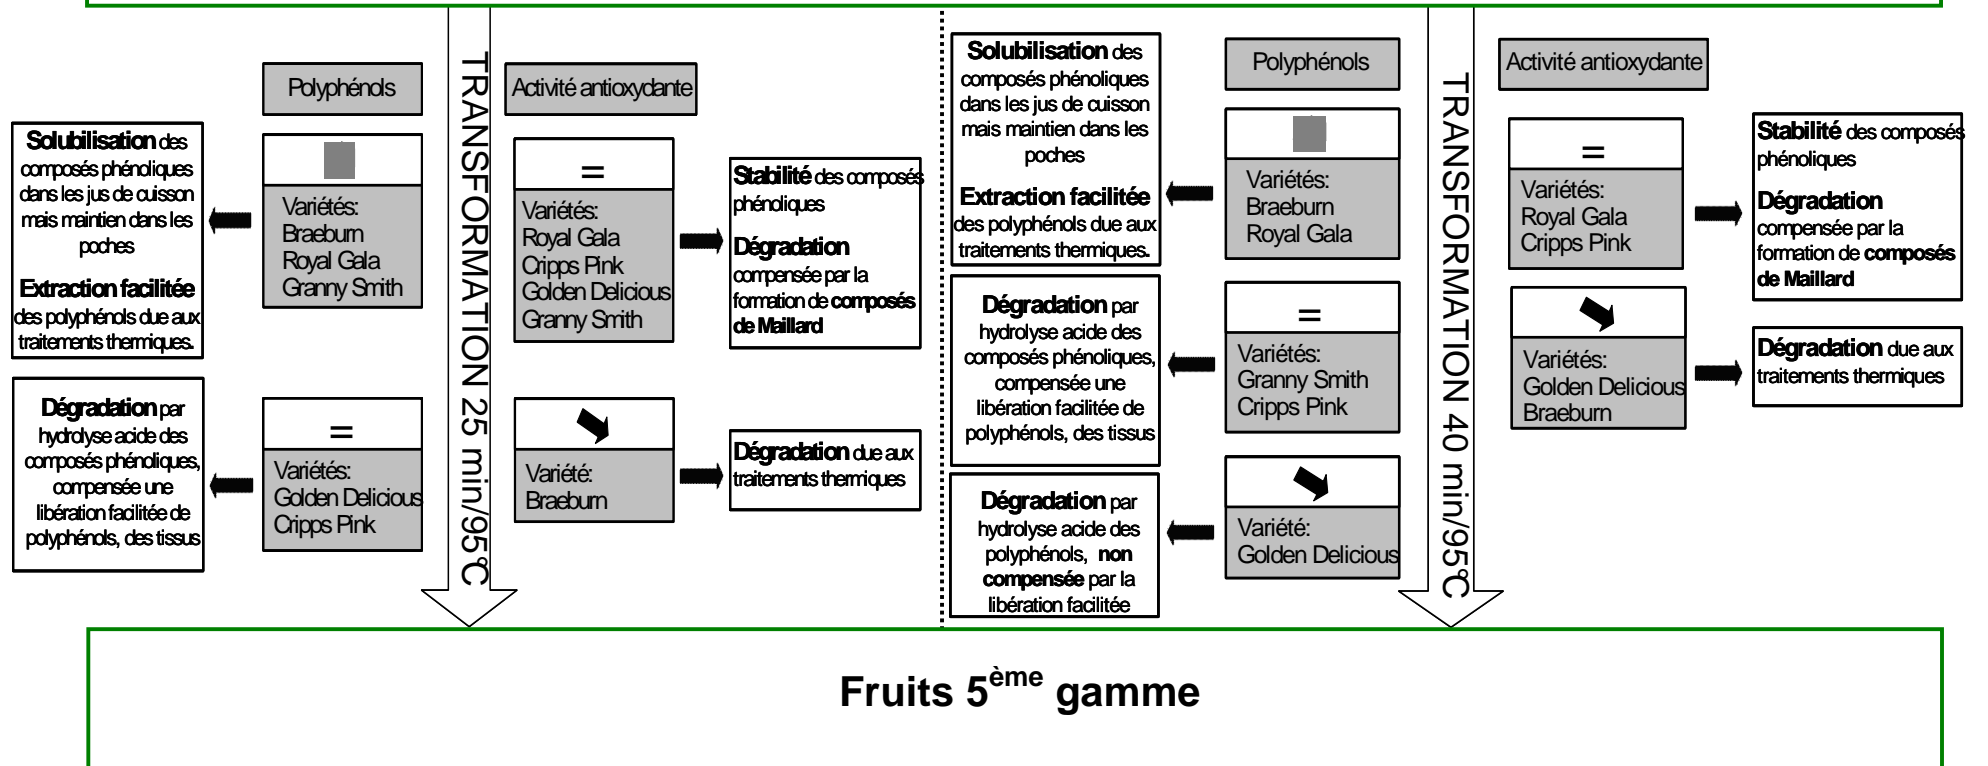 Polyphénols
Solubilisation des
composés phénoliques
dans les jus de cuisson
mais maintien dans les
poches
Extraction facilitée
des polyphénols due aux
traitements thermiques.
Variétés:
Braeburn
Royal Gala
Granny Smith
Dégradation par
hydrolyse acide des
composés phénoliques,
compensée une
libération facilitée de
polyphénols, des tissus
=
Variétés:
Golden Delicious
Cripps Pink
TRANSFORMATION 25 min/95°C
Activité antioxydante
=
Variétés:
Royal Gala
Cripps Pink
Golden Delicious
Granny Smith
Stabilité des composés
phénoliques
Dégradation
compensée par la
formation de composés
de Maillard
Variété:
Braeburn
Dégradation due aux
traitements thermiques
Solubilisation des
composés phénoliques
dans les jus de cuisson
mais maintien dans les
poches
Extraction facilitée
des polyphénols due aux
traitements thermiques.
Polyphénols
Variétés:
Braeburn
Royal Gala
Dégradation par
hydrolyse acide des
composés phénoliques,
compensée une
libération facilitée de
polyphénols, des tissus
=
Variétés:
Granny Smith
Cripps Pink
Dégradation par
hydrolyse acide des
polyphénols, non
compensée par la
libération facilitée
Variété:
Golden Delicious
TRANSFORMATION 40 min/95°C
Activité antioxydante
=
Variétés:
Royal Gala
Cripps Pink
Stabilité des composés
phénoliques
Dégradation
compensée par la
formation de composés
de Maillard
Variétés:
Golden Delicious
Braeburn
Dégradation due aux
traitements thermiques
Fruits 5ème gamme